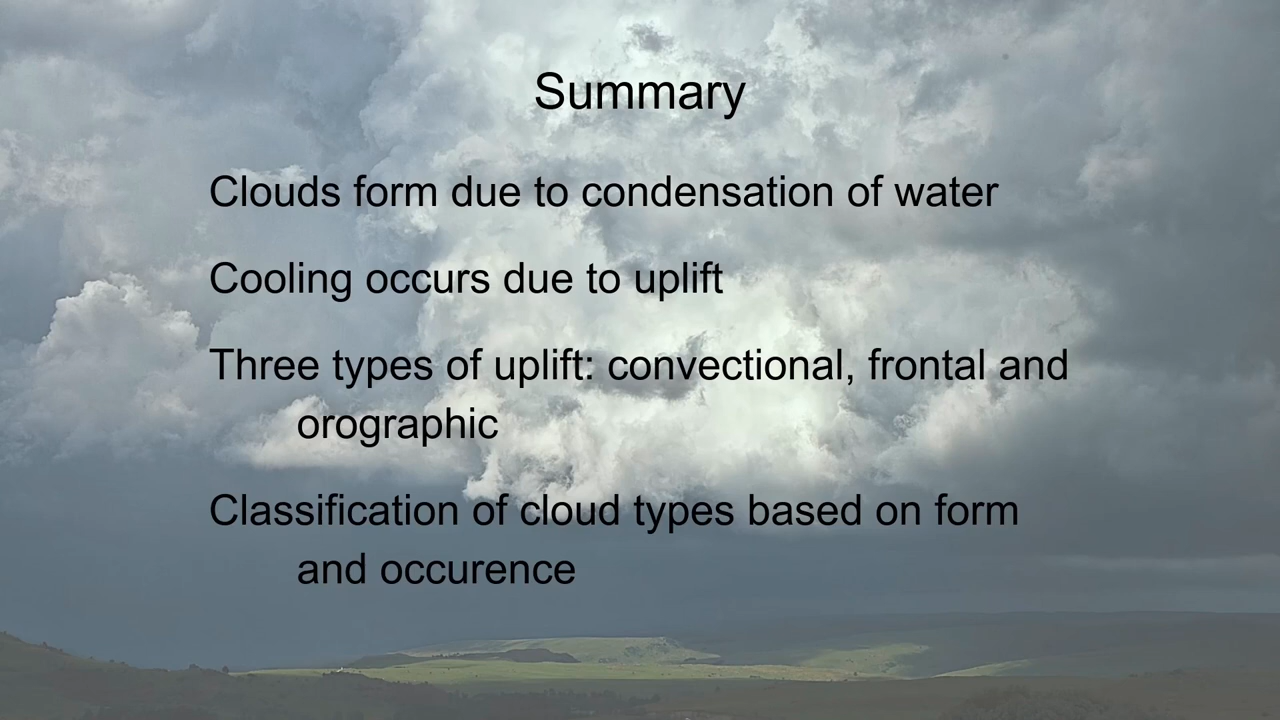 Summary
Clouds form due to condensation of water
Cooling occurs due to uplift
Three types of uplift: convectional, frontal and
orographic
Classification of cloud types based on form
and occurence